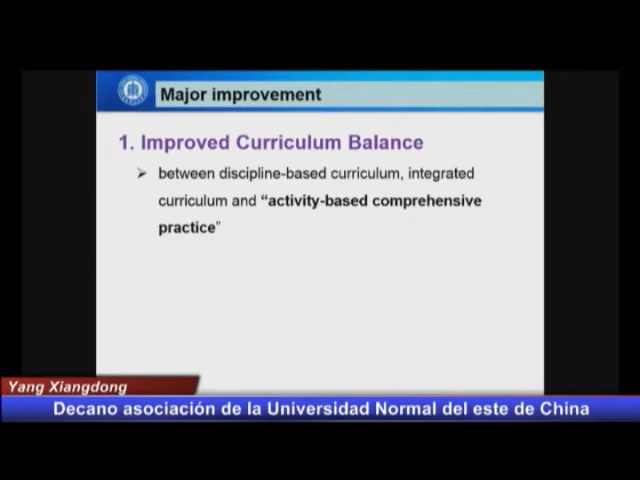 Major improvement
1. Improved Curriculum Balance
➢ between discipline-based curriculum, integrated
curriculum and “activity-based comprehensive
practice”
Yang Xiangdong
Decano asociación de la Universidad Normal del este de China